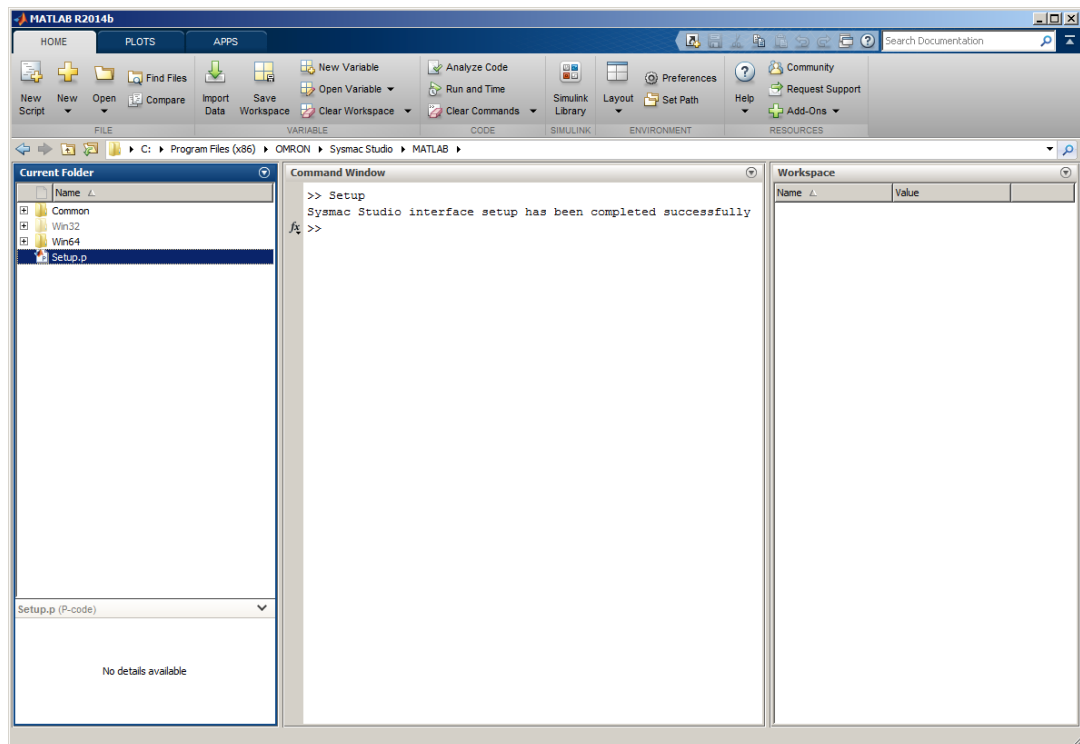 MATLAB R2014b
HOME PLOTS APPS
Search Documentation
New Script
New
Open
Find Files
Compare
FILE
Import Data
Save Workspace
New Variable
Open Variable
Clear Workspace
VARIABLE
Analyze Code
Run and Time
Clear Commands
CODE
Simulink Library
SIMULINK
Layout
Preferences
Set Path
ENVIRONMENT
Help
Community
Request Support
Add-Ons
RESOURCES
C: Program Files (x86) OMRON Sysmac Studio MATLAB
Current Folder
Name
Common
Win32
Win64
Setup.p
Setup.p (P-code)
No details available
Command Window
>> Setup
Sysmac Studio interface setup has been completed successfully
fx >>
Workspace
Name Value